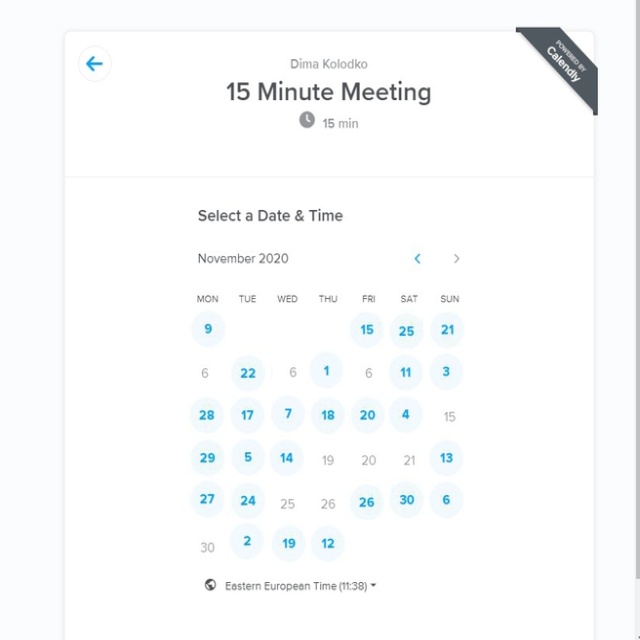 Dima Kolodko
15 Minute Meeting
15 min
POWERED BY
Calendly
Select a Date & Time
November 2020
MON TUE WED THU FRI SAT SUN
9 15 25 21
6 22 6 1 6 11 3
28 17 7 18 20 4 15
29 5 14 19 20 21 13
27 24 25 26 26 30 6
30 2 19 12
Eastern European Time (11:38)